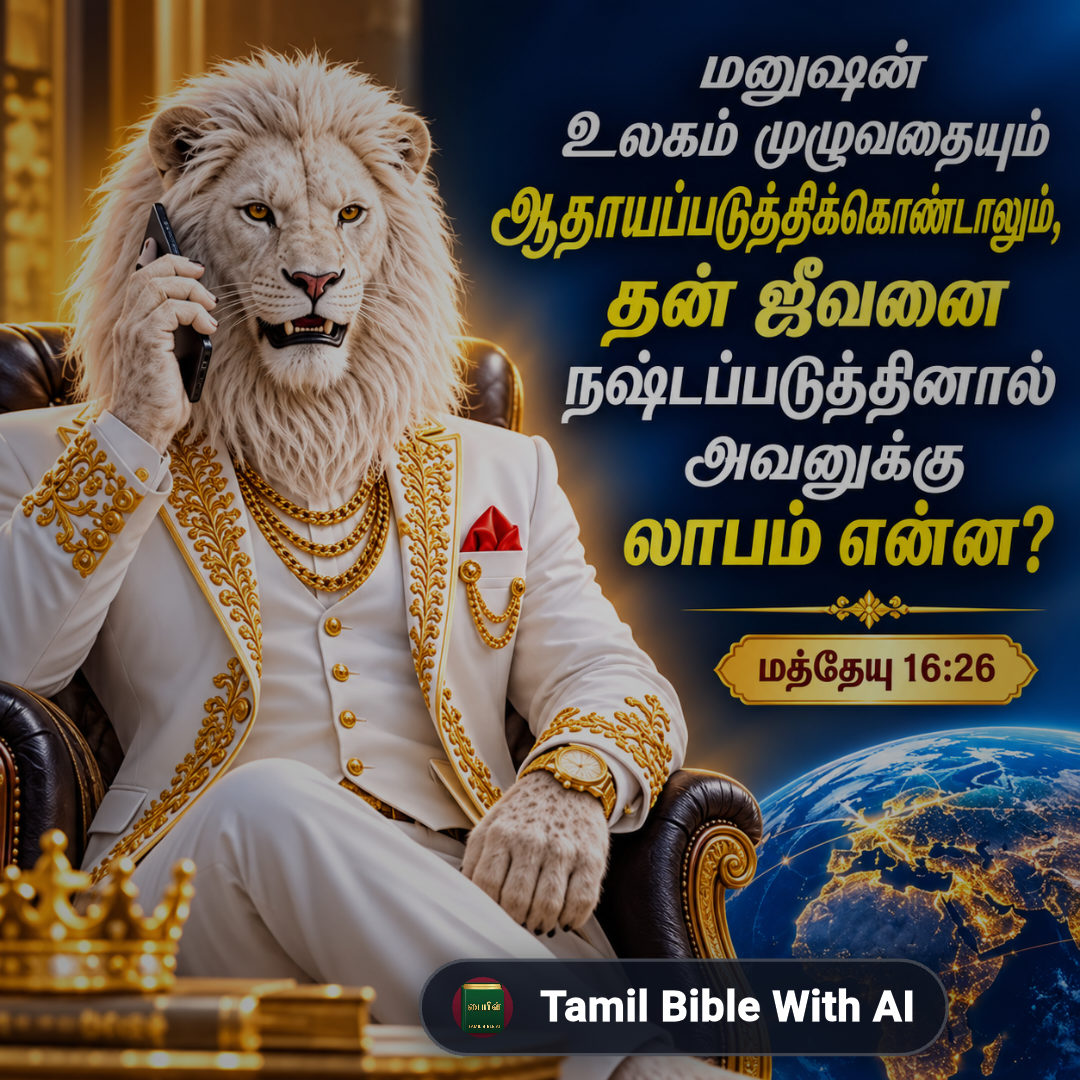 மனுஷன்
உலகம் முழுவதையும்
ஆதாயப்படுத்திக்கொண்டாலும்,
தன் ஜீவனை
நஷ்டப்படுத்தினால்
அவனுக்கு
லாபம் என்ன?
மத்தேயு 16:26
Tamil Bible With AI